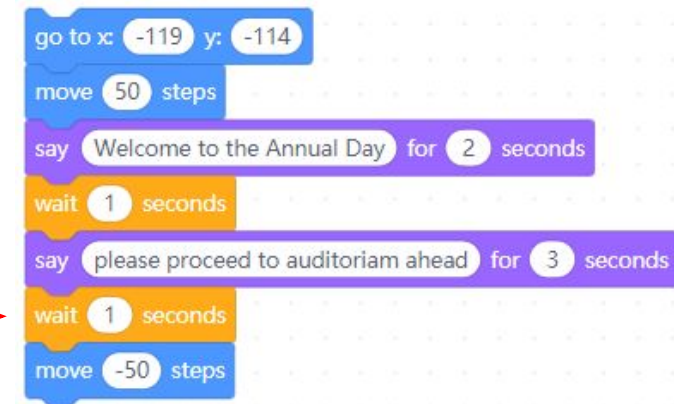 go to x: -119 y: -114
move 50 steps
say Welcome to the Annual Day for 2 seconds
wait 1 seconds
say please proceed to auditoriam ahead for 3 seconds
wait 1 seconds
move -50 steps